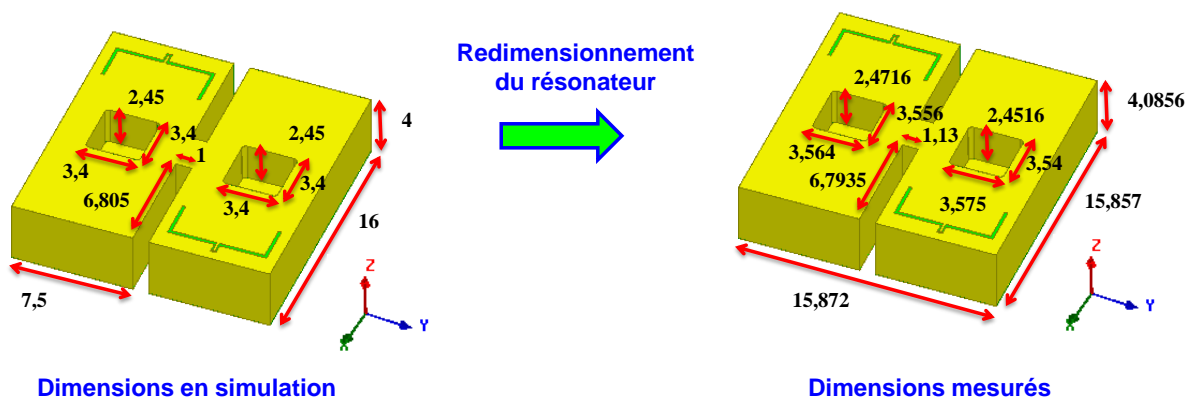 Redimensionnement
du résonateur
2,45
3,4
1
3,4
6,805
2,45
3,4
3,4
4
16
7,5
Z
Y
X
Dimensions en simulation
2,4716
3,556
1,13
3,564
6,7935
2,4516
3,54
3,575
4,0856
15,857
15,872
Z
Y
X
Dimensions mesurés